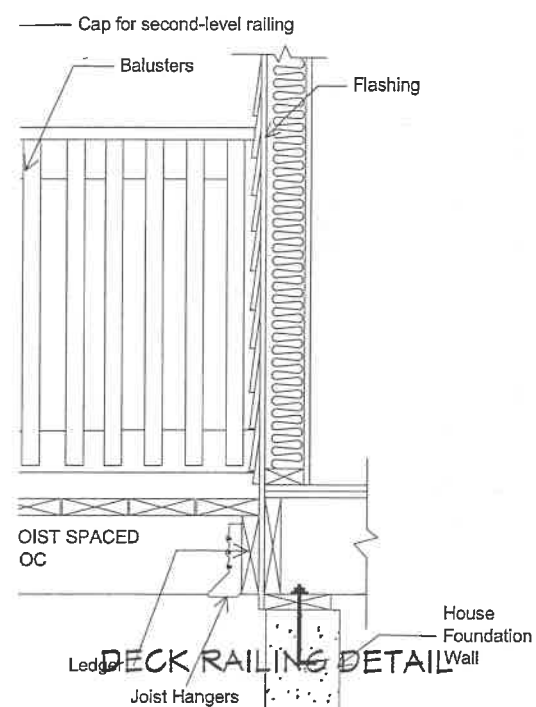 Cap for second-level railing
Balusters
Flashing
OIST SPACED
OC
House
Foundation
Wall
Ledger
DECK RAILING DETAIL
Joist Hangers